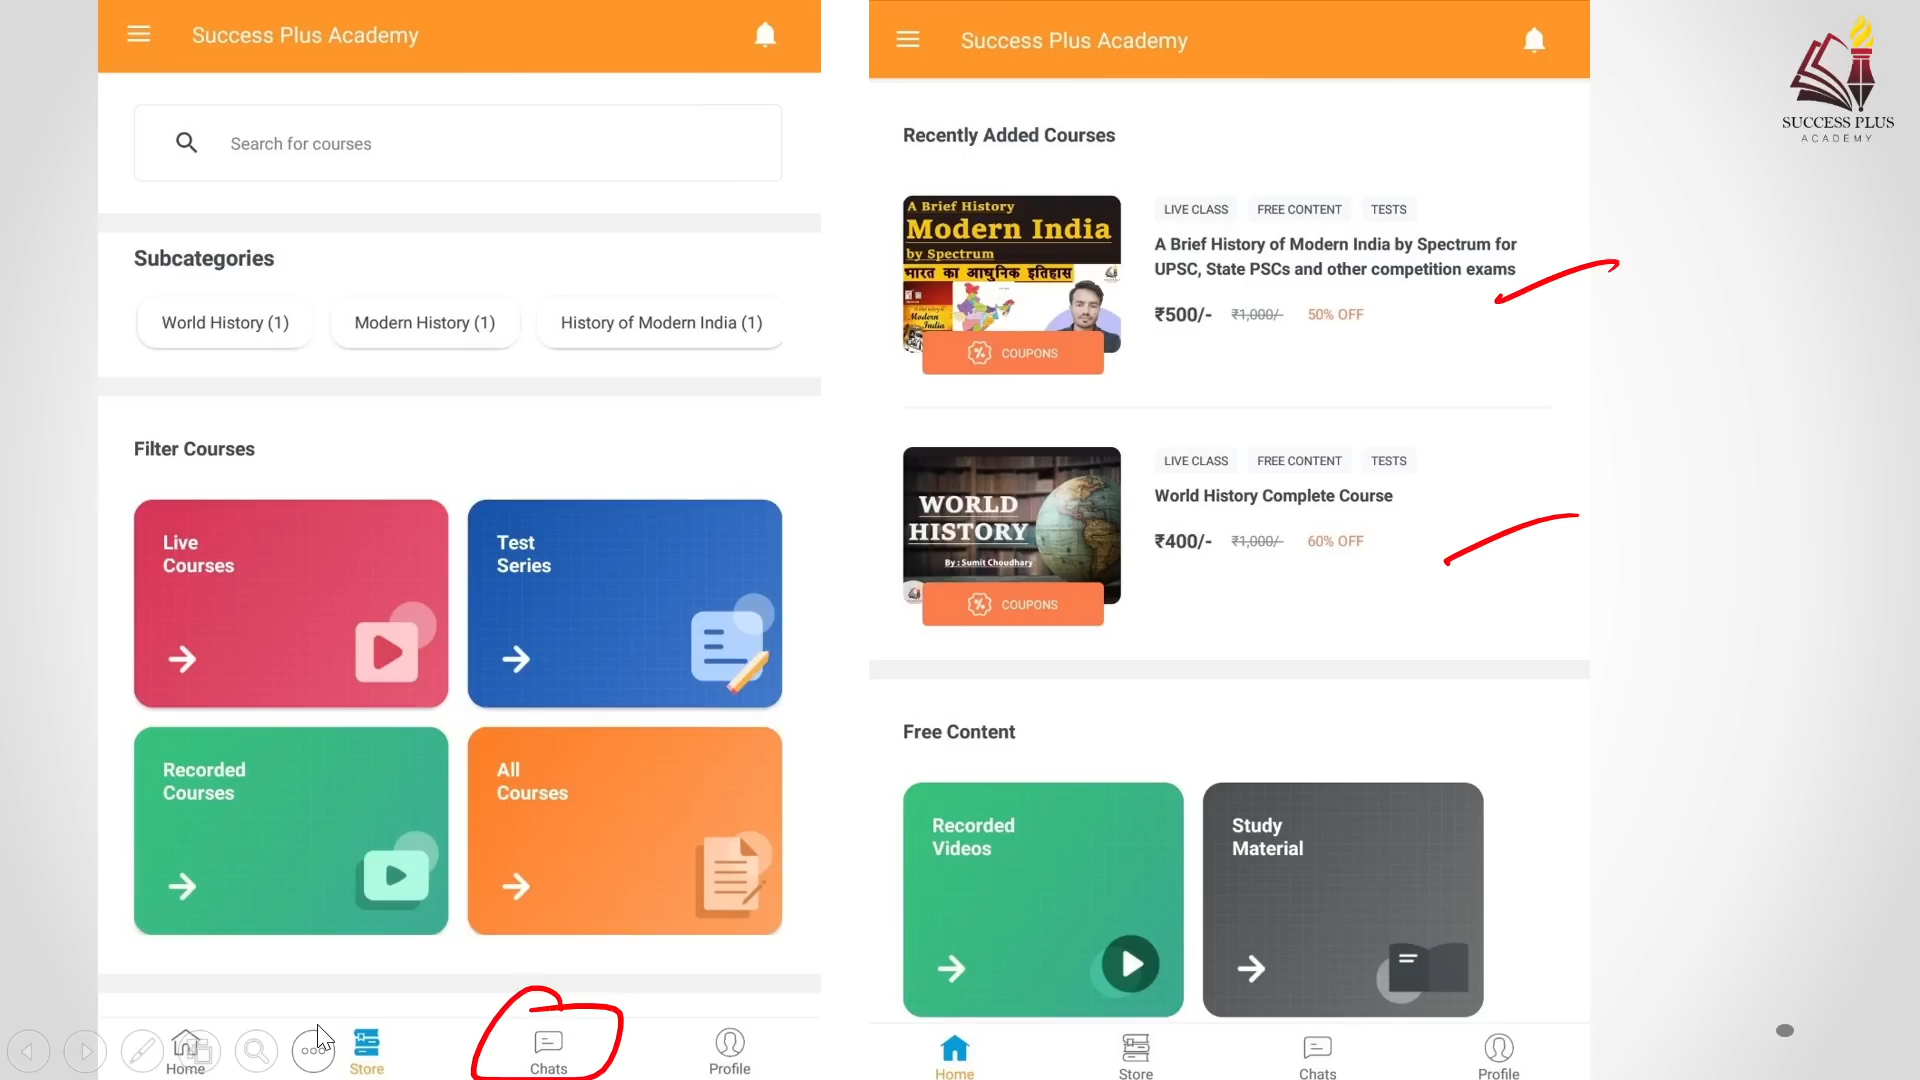 Success Plus Academy
Search for courses
Subcategories
World History (1)
Modern History (1)
History of Modern India (1)
Filter Courses
Live
Courses
Test
Series
Recorded
Courses
All
Courses
Home
Store
Chats
Profile
Success Plus Academy
Recently Added Courses
A Brief History
Modern India
by Spectrum
भारत का आधुनिक इतिहास
Modern
India
COUPONS
LIVE CLASS
FREE CONTENT
TESTS
A Brief History of Modern India by Spectrum for
UPSC, State PSCs and other competition exams
₹500/- ₹1,000/- 50% OFF
WORLD
HISTORY
By : Sumit Choudhary
COUPONS
LIVE CLASS
FREE CONTENT
TESTS
World History Complete Course
₹400/- ₹1,000/- 60% OFF
Free Content
Recorded
Videos
Study
Material
Home
Store
Chats
Profile
SUCCESS PLUS
ACADEMY